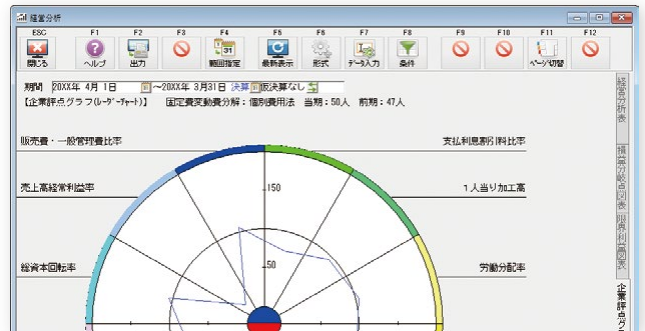 経営分析
ESC F1 F2 F3 F4 F5 F6 F7 F8 F9 F10 F11 F12
閉じる ヘルプ 出力 範囲指定 最新表示 形式 データ入力 条件 ページ切替
期間 20XX年 4月 1日 ～20XX年 3月31日 決算 仮決算なし
【企業評点グラフ(レーダーチャート)】 固定費変動費分解：個別費用法 当期：50人 前期：47人
販売費・一般管理費比率 支払利息割引料比率
売上高経常利益率 150 1人当り加工高
総資本回転率 50 労働分配率
経営分析表
損益分岐点図表
限界利益図表
企業評点グラ